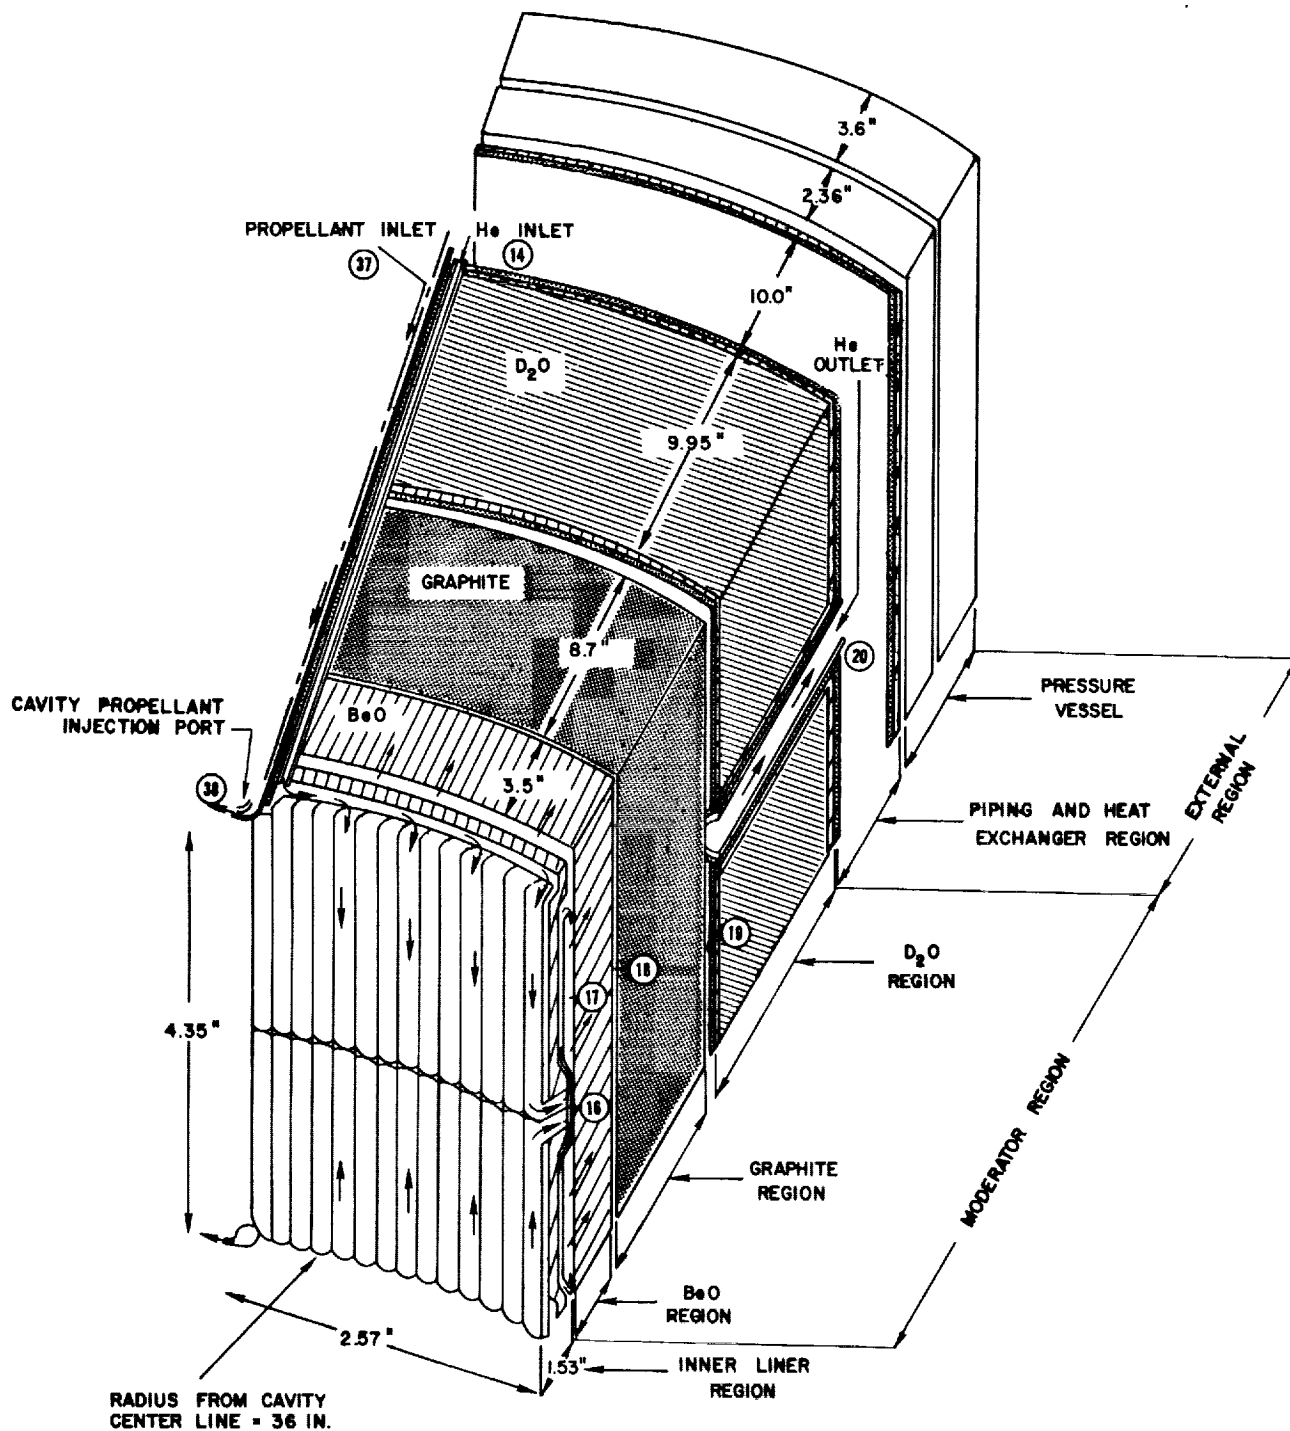 3.6"
2.36"
PROPELLANT INLET
37
He INLET
14
10.0"
He
OUTLET
D2O
9.95"
GRAPHITE
8.7"
20
CAVITY PROPELLANT
INJECTION PORT
BeO
PRESSURE
VESSEL
EXTERNAL
REGION
38
3.5"
PIPING AND HEAT
EXCHANGER REGION
19
18
D2O
REGION
17
4.35"
16
MODERATOR REGION
GRAPHITE
REGION
BeO
REGION
2.57"
1.53"
INNER LINER
REGION
RADIUS FROM CAVITY
CENTER LINE = 36 IN.